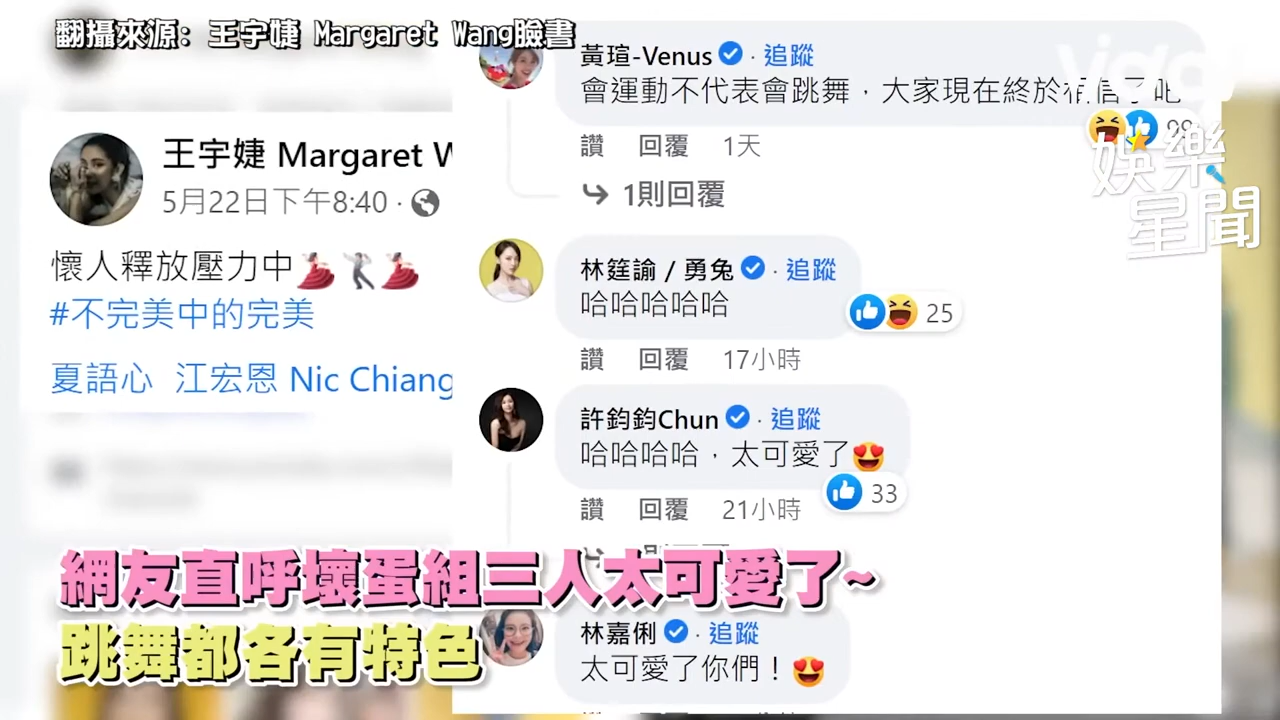 翻攝來源: 王宇婕 Margaret Wang臉書
王宇婕 Margaret
5月22日下午8:40
懷人釋放壓力中
#不完美中的完美
夏語心 江宏恩 Nic Chiang
黃瑄-Venus · 追蹤
會運動不代表會跳舞，大家現在終於相信了吧
讚 回覆 1天
1則回覆
娛樂
星聞
林筳諭 / 勇兔 · 追蹤
哈哈哈哈哈
25
讚 回覆 17小時
許鈞鈞Chun · 追蹤
哈哈哈哈，太可愛了
33
讚 回覆 21小時
網友直呼壞蛋組三人太可愛了~
跳舞都各有特色
林嘉俐 · 追蹤
太可愛了你們！